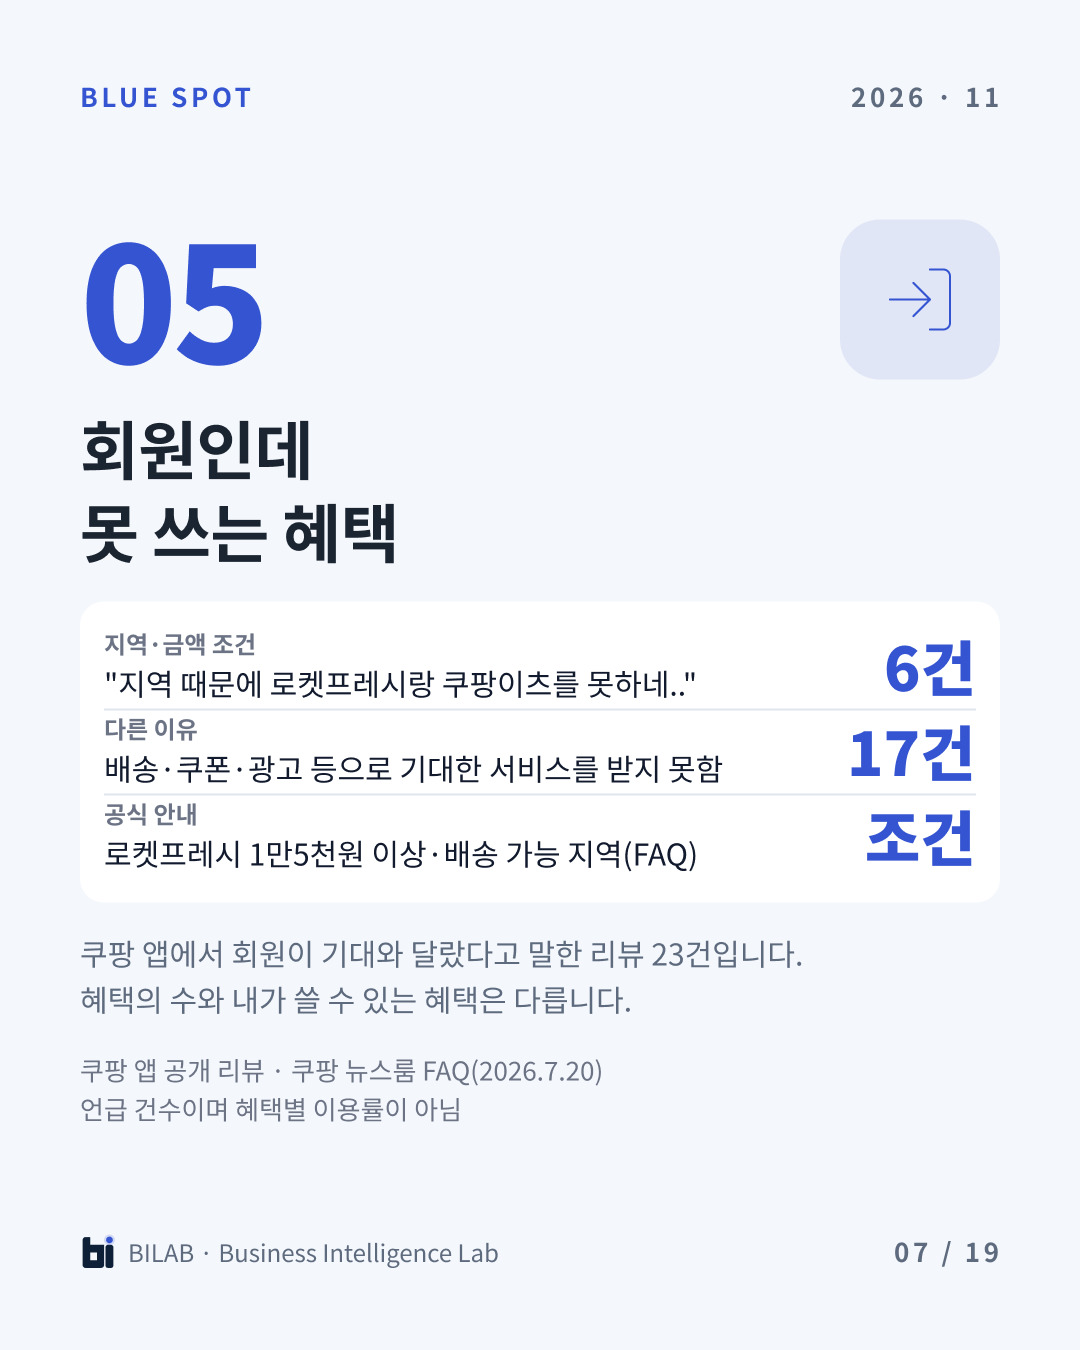 BLUE SPOT
2026 · 11
05
회원인데
못 쓰는 혜택
지역·금액 조건
"지역 때문에 로켓프레시랑 쿠팡이츠를 못하네.."
6건
다른 이유
배송·쿠폰·광고 등으로 기대한 서비스를 받지 못함
17건
공식 안내
로켓프레시 1만5천원 이상·배송 가능 지역(FAQ)
조건
쿠팡 앱에서 회원이 기대와 달랐다고 말한 리뷰 23건입니다.
혜택의 수와 내가 쓸 수 있는 혜택은 다릅니다.
쿠팡 앱 공개 리뷰 · 쿠팡 뉴스룸 FAQ(2026.7.20)
언급 건수이며 혜택별 이용률이 아님
bi BILAB · Business Intelligence Lab
07 / 19